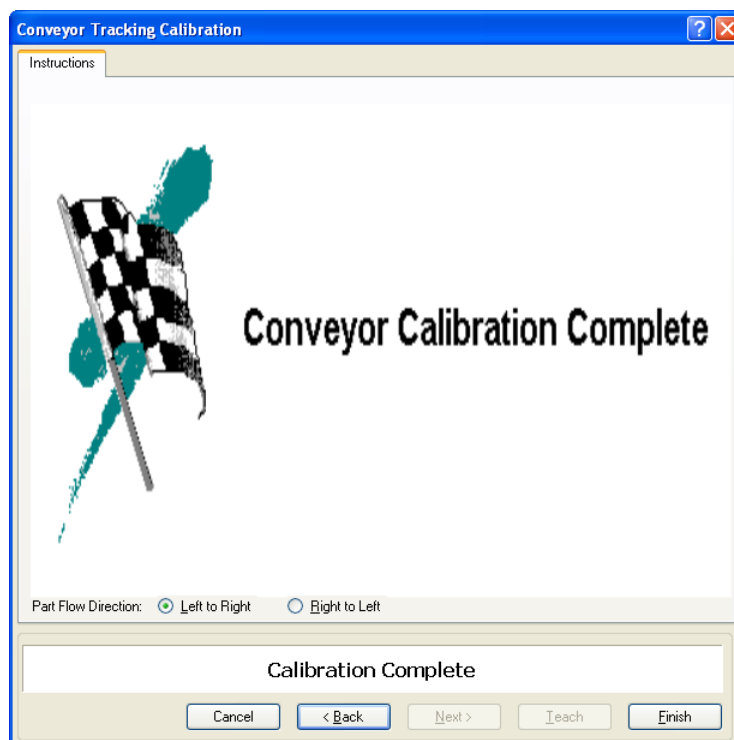 Conveyor Tracking Calibration
Instructions
Conveyor Calibration Complete
Part Flow Direction: Left to Right Right to Left
Calibration Complete
Cancel < Back Next > Teach Finish